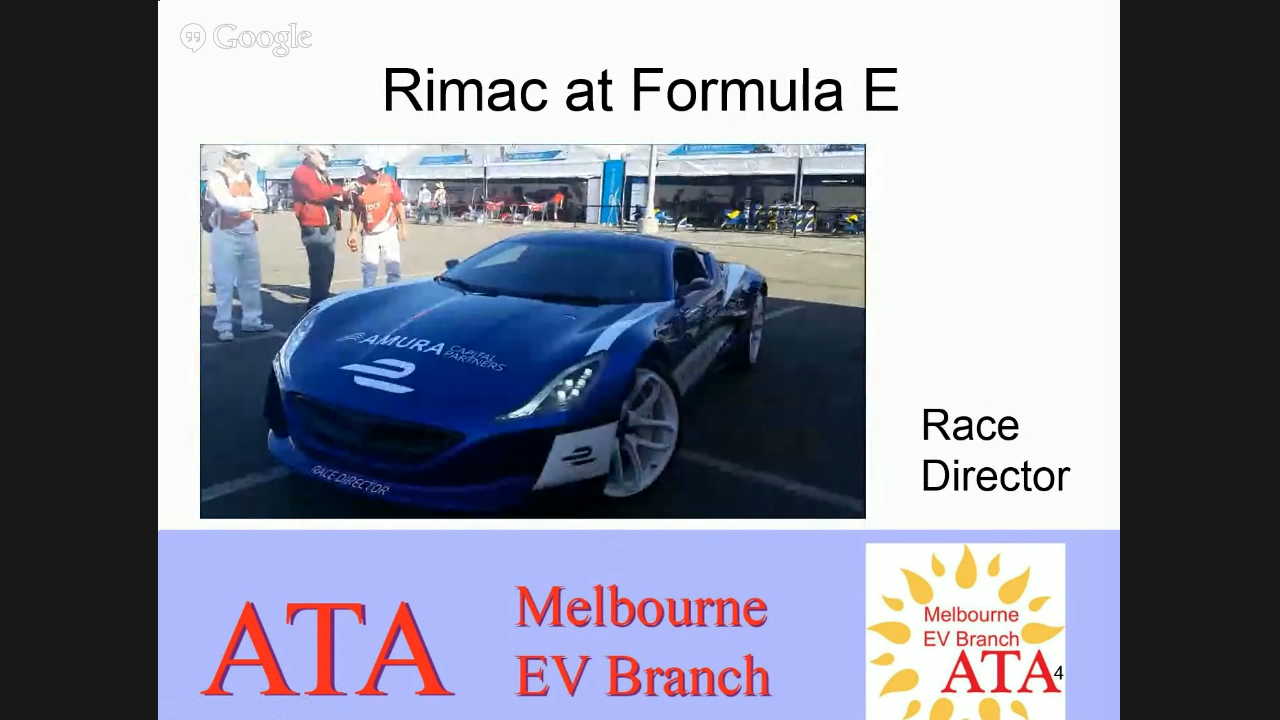 Google
Rimac at Formula E
AMURA CAPITAL
PARTNERS
RACE DIRECTOR
Race
Director
ATA
Melbourne
EV Branch
Melbourne
EV Branch
ATA
4